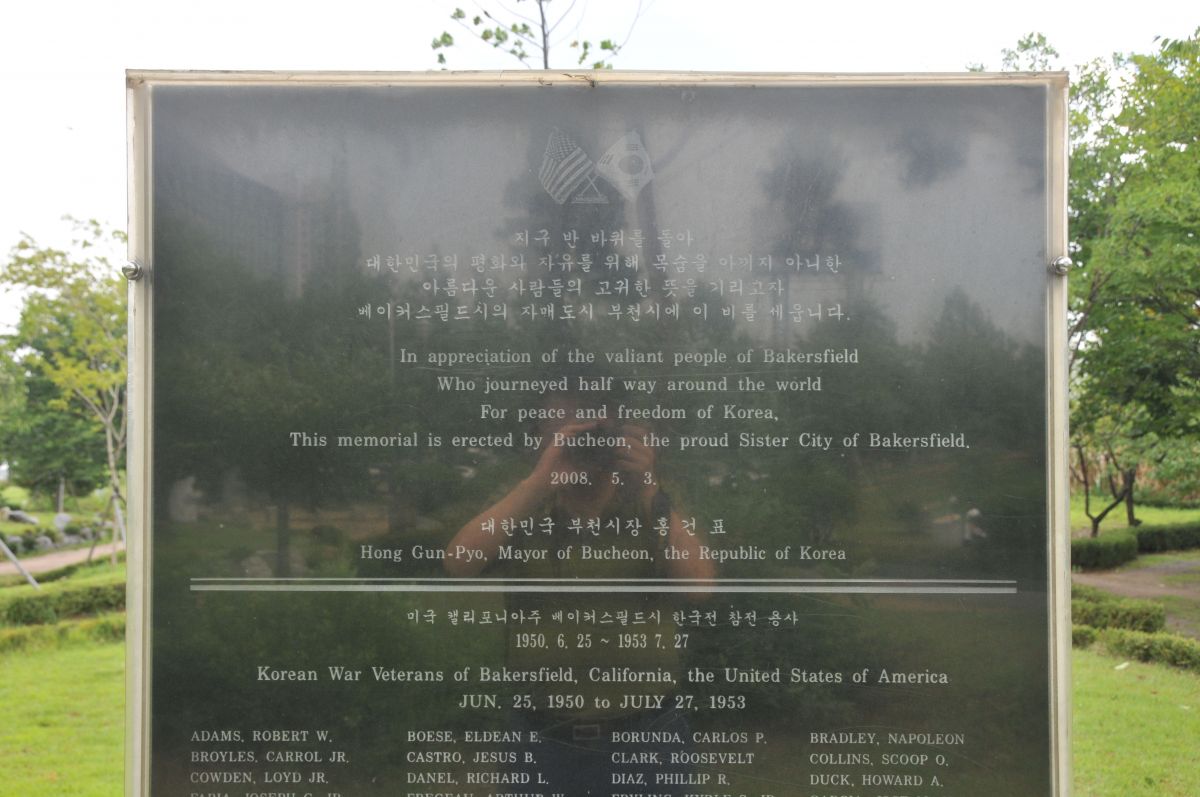 지구 반 바퀴를 돌아
대한민국의 평화와 자유를 위해 목숨을 아끼지 아니한
아름다운 사람들의 고귀한 뜻을 기리고자
베이커스필드시의 자매도시 부천시에 이 비를 세웁니다.
In appreciation of the valiant people of Bakersfield
Who journeyed half way around the world
For peace and freedom of Korea,
This memorial is erected by Bucheon, the proud Sister City of Bakersfield.
2008. 5. 3.
대한민국 부천시장 홍 건 표
Hong Gun-Pyo, Mayor of Bucheon, the Republic of Korea
미국 캘리포니아주 베이커스필드시 한국전 참전 용사
1950. 6. 25 ~ 1953 7. 27
Korean War Veterans of Bakersfield, California, the United States of America
JUN. 25, 1950 to JULY 27, 1953
ADAMS, ROBERT W. BOESE, ELDEAN E. BORUNDA, CARLOS P. BRADLEY, NAPOLEON
BROYLES, CARROL JR. CASTRO, JESUS B. CLARK, ROOSEVELT COLLINS, SCOOP O.
COWDEN, LOYD JR. DANEL, RICHARD L. DIAZ, PHILLIP R. DUCK, HOWARD A.